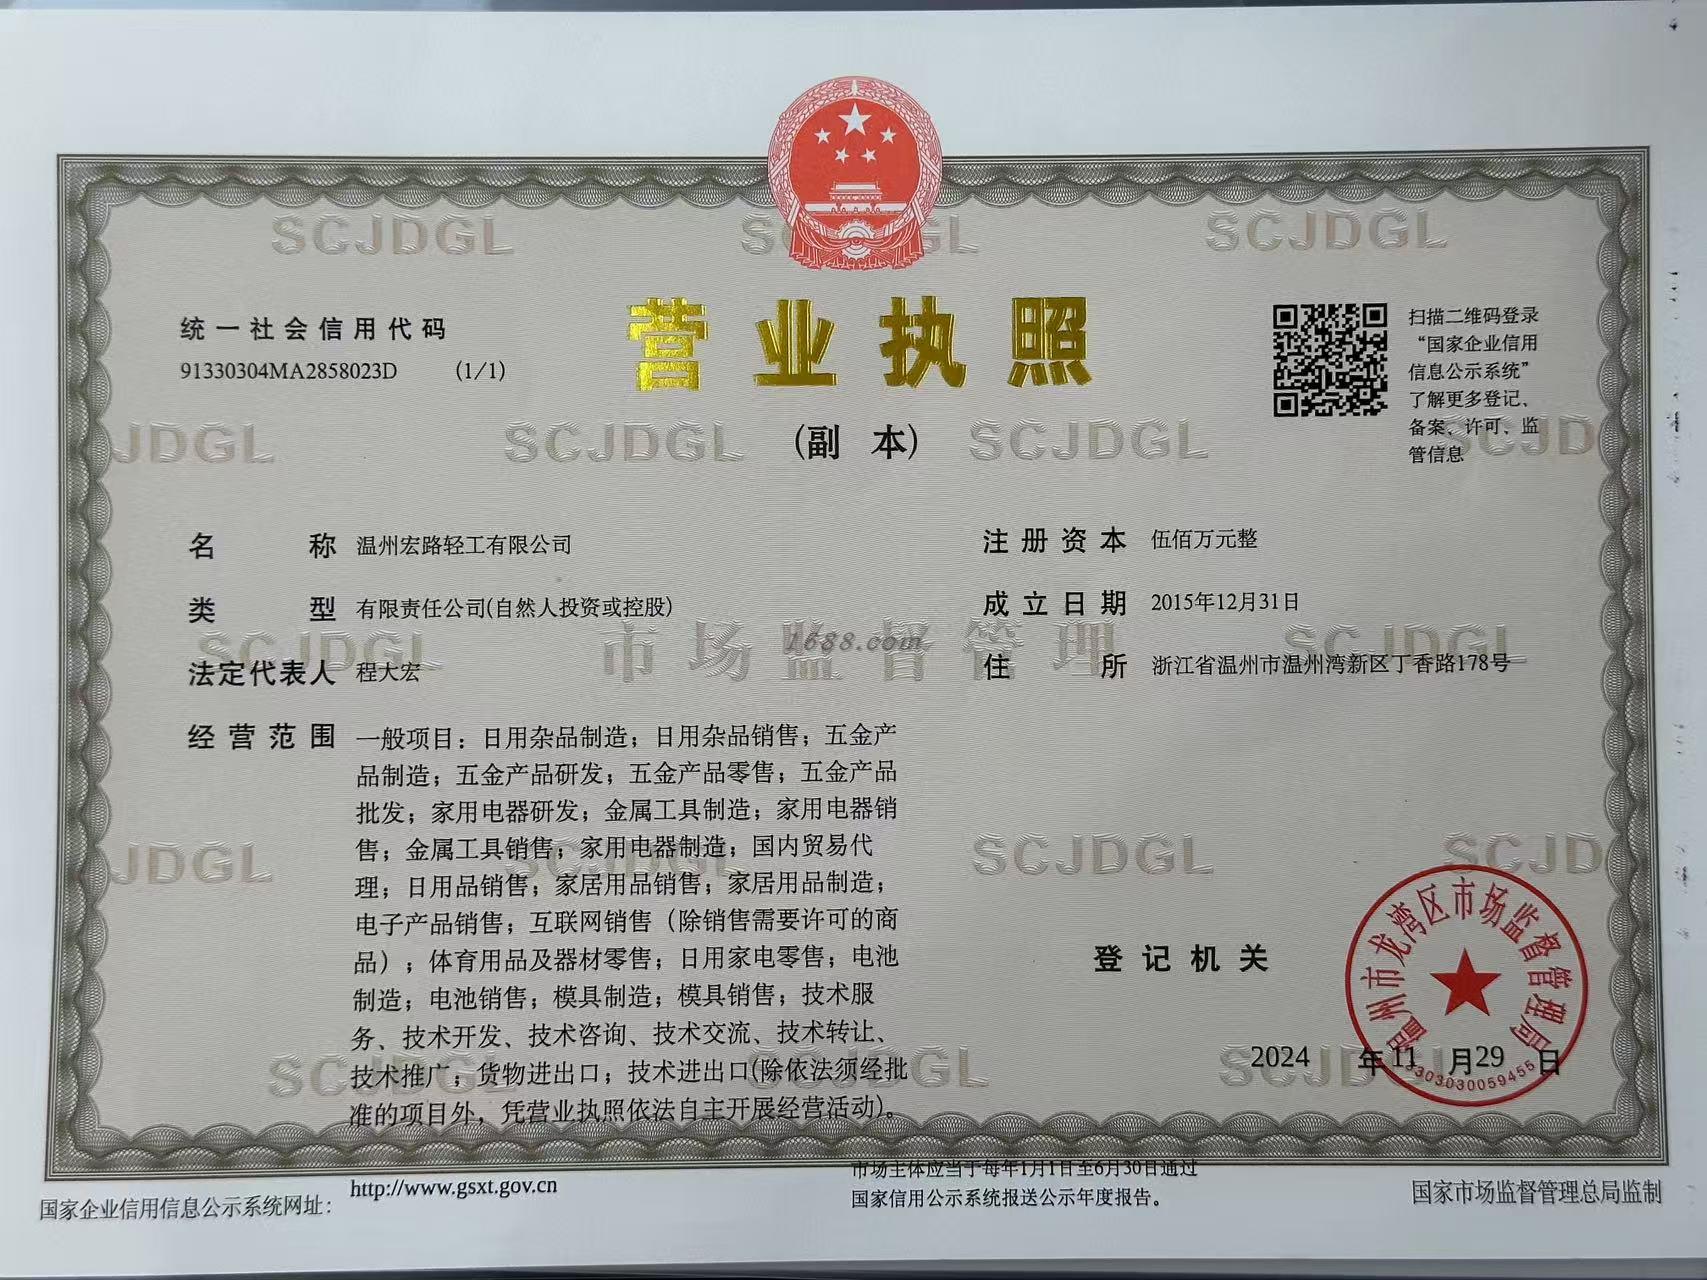 SCJDGL
SCJDGL
SCJDGL
统一社会信用代码
91330304MA2858023D (1/1)
营业执照
(副 本)
扫描二维码登录
“国家企业信用
信息公示系统”
了解更多登记、
备案、许可、监
管信息
JDGL
SCJDGL
SCJDGL
SCJD
名 称 温州宏路轻工有限公司
注册资本 伍佰万元整
类 型 有限责任公司(自然人投资或控股)
成立日期 2015年12月31日
SCJDGL
市场监督管理
1688.com
SCJDGL
法定代表人 程大宏
住 所 浙江省温州市温州湾新区丁香路178号
经营范围 一般项目：日用杂品制造；日用杂品销售；五金产
品制造；五金产品研发；五金产品零售；五金产品
批发；家用电器研发；金属工具制造；家用电器销
售；金属工具销售；家用电器制造；国内贸易代
理；日用品销售；家居用品销售；家居用品制造；
电子产品销售；互联网销售（除销售需要许可的商
品）；体育用品及器材零售；日用家电零售；电池
制造；电池销售；模具制造；模具销售；技术服
务、技术开发、技术咨询、技术交流、技术转让、
技术推广；货物进出口；技术进出口(除依法须经批
准的项目外，凭营业执照依法自主开展经营活动)。
JDGL
SCJDGL
SCJDGL
SCJD
SCJDGL
SCJDGL
SCJDGL
登记机关
温州市龙湾区市场监督管理局
3303030059455
2024 年 11 月 29 日
国家企业信用信息公示系统网址：
http://www.gsxt.gov.cn
市场主体应当于每年1月1日至6月30日通过
国家信用公示系统报送公示年度报告。
国家市场监督管理总局监制